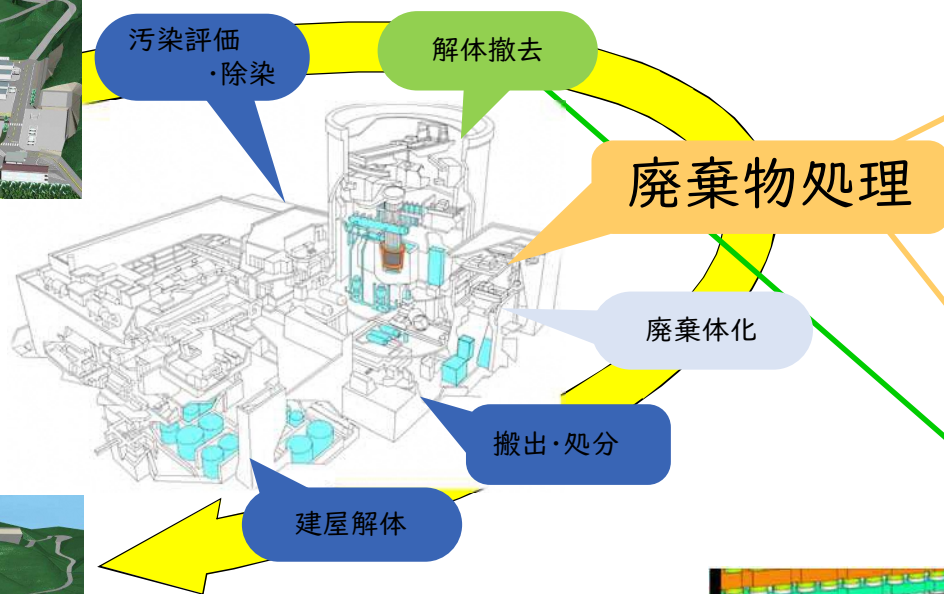 汚染評価
・除染
解体撤去
廃棄物処理
廃棄体化
搬出・処分
建屋解体